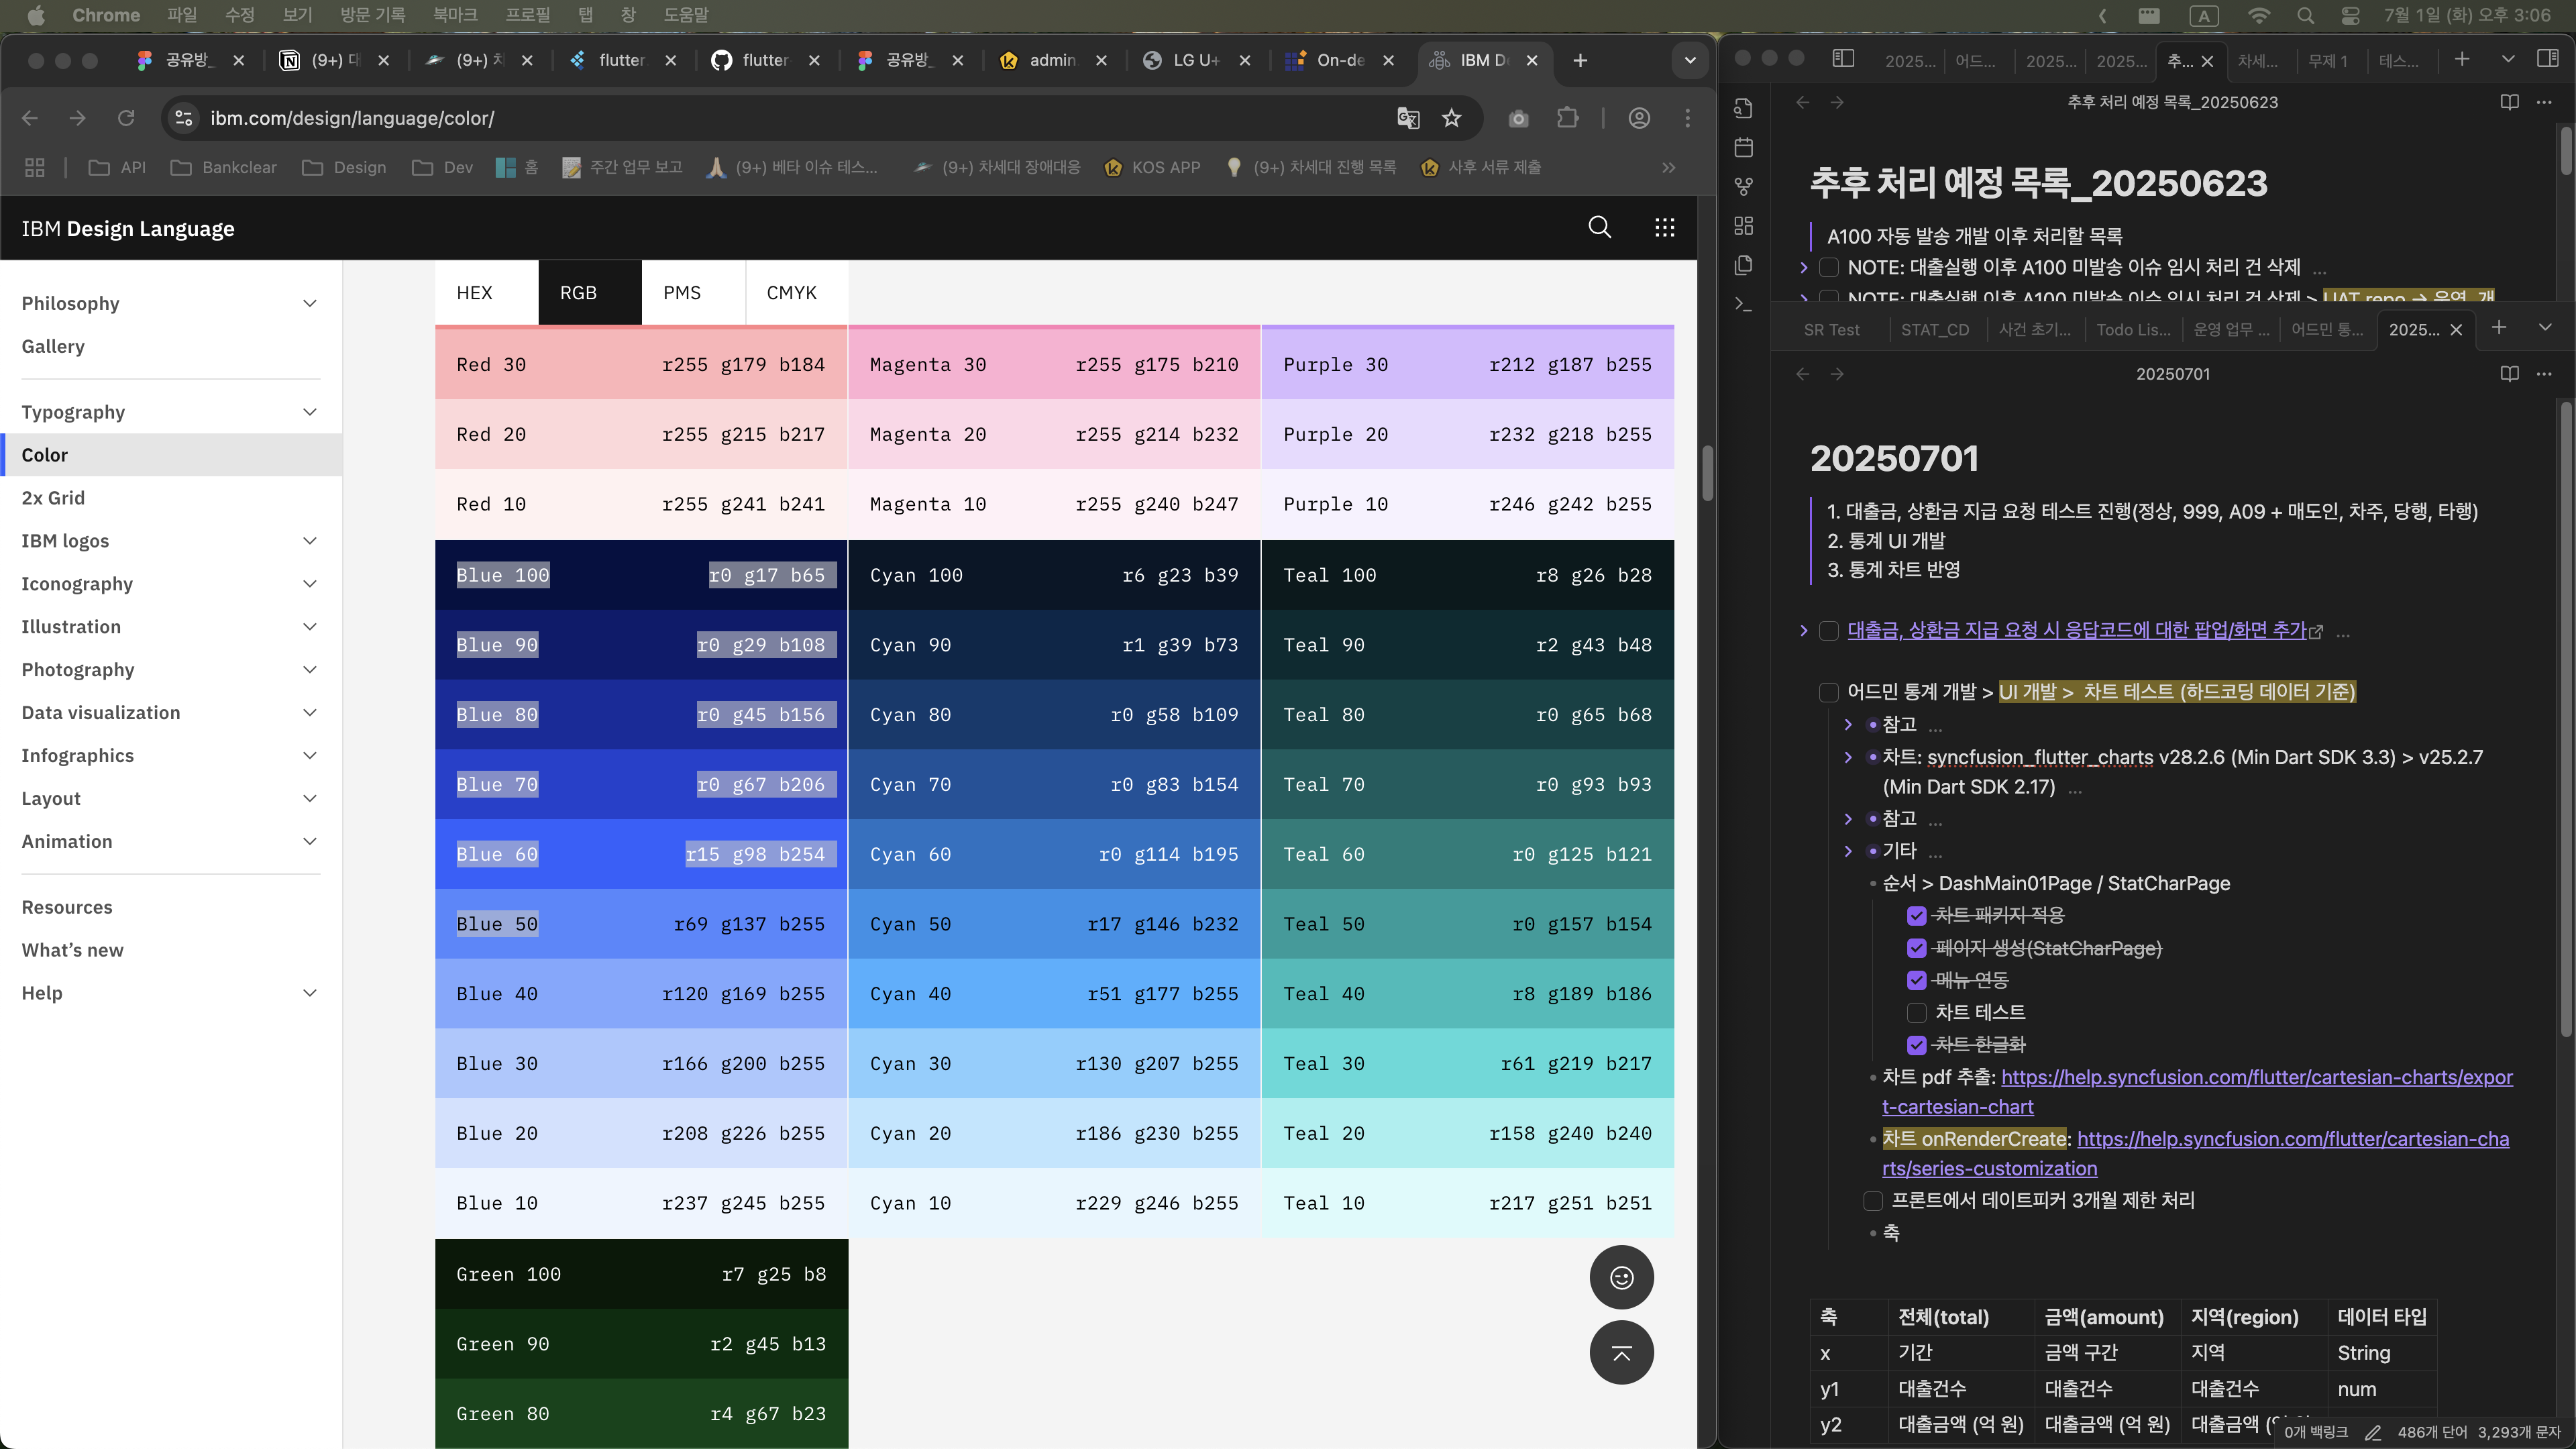 Chrome 파일 수정 보기 방문 기록 북마크 프로필 탭 창 도움말
A 7월 1일 (화) 오후 3:06
공유방_ (9+) 대 (9+) 차 flutter flutter 공유방_ admin LG U+ On-de IBM De
ibm.com/design/language/color/
API Bankclear Design Dev 홈 주간 업무 보고 (9+) 베타 이슈 테스... (9+) 차세대 장애대응 KOS APP (9+) 차세대 진행 목록 사후 서류 제출
IBM Design Language
Philosophy
Gallery
Typography
Color
2x Grid
IBM logos
Iconography
Illustration
Photography
Data visualization
Infographics
Layout
Animation
Resources
What's new
Help
HEX RGB PMS CMYK
Red 30 r255 g179 b184 Magenta 30 r255 g175 b210 Purple 30 r212 g187 b255
Red 20 r255 g215 b217 Magenta 20 r255 g214 b232 Purple 20 r232 g218 b255
Red 10 r255 g241 b241 Magenta 10 r255 g240 b247 Purple 10 r246 g242 b255
Blue 100 r0 g17 b65 Cyan 100 r6 g23 b39 Teal 100 r8 g26 b28
Blue 90 r0 g29 b108 Cyan 90 r1 g39 b73 Teal 90 r2 g43 b48
Blue 80 r0 g45 b156 Cyan 80 r0 g58 b109 Teal 80 r0 g65 b68
Blue 70 r0 g67 b206 Cyan 70 r0 g83 b154 Teal 70 r0 g93 b93
Blue 60 r15 g98 b254 Cyan 60 r0 g114 b195 Teal 60 r0 g125 b121
Blue 50 r69 g137 b255 Cyan 50 r17 g146 b232 Teal 50 r0 g157 b154
Blue 40 r120 g169 b255 Cyan 40 r51 g177 b255 Teal 40 r8 g189 b186
Blue 30 r166 g200 b255 Cyan 30 r130 g207 b255 Teal 30 r61 g219 b217
Blue 20 r208 g226 b255 Cyan 20 r186 g230 b255 Teal 20 r158 g240 b240
Blue 10 r237 g245 b255 Cyan 10 r229 g246 b255 Teal 10 r217 g251 b251
Green 100 r7 g25 b8
Green 90 r2 g45 b13
Green 80 r4 g67 b23
2025... 어드... 2025... 2025... 추... 차세... 무제 1 테스...
추후 처리 예정 목록_20250623
추후 처리 예정 목록_20250623
A100 자동 발송 개발 이후 처리할 목록
NOTE: 대출실행 이후 A100 미발송 이슈 임시 처리 건 삭제 ...
NOTE: 대출실행 이후 A100 미발송 이슈 임시 처리 건 삭제 > UAT repo → 운영, 개
SR Test STAT_CD 사건 초기... Todo Lis... 운영 업무 ... 어드민 통... 2025...
20250701
20250701
1. 대출금, 상환금 지급 요청 테스트 진행(정상, 999, A09 + 매도인, 차주, 당행, 타행)
2. 통계 UI 개발
3. 통계 차트 반영
대출금, 상환금 지급 요청 시 응답코드에 대한 팝업/화면 추가 ...
어드민 통계 개발 > UI 개발 > 차트 테스트 (하드코딩 데이터 기준)
참고 ...
차트: syncfusion_flutter_charts v28.2.6 (Min Dart SDK 3.3) > v25.2.7
(Min Dart SDK 2.17) ...
참고 ...
기타 ...
순서 > DashMain01Page / StatCharPage
차트 패키지 적용
페이지 생성(StatCharPage)
메뉴 연동
차트 테스트
차트 한글화
차트 pdf 추출: https://help.syncfusion.com/flutter/cartesian-charts/expor
t-cartesian-chart
차트 onRenderCreate: https://help.syncfusion.com/flutter/cartesian-cha
rts/series-customization
프론트에서 데이트피커 3개월 제한 처리
축
축 전체(total) 금액(amount) 지역(region) 데이터 타입
x 기간 금액 구간 지역 String
y1 대출건수 대출건수 대출건수 num
y2 대출금액 (억 원) 대출금액 (억 원) 대출금액
0개 백링크 486개 단어 3,293개 문자